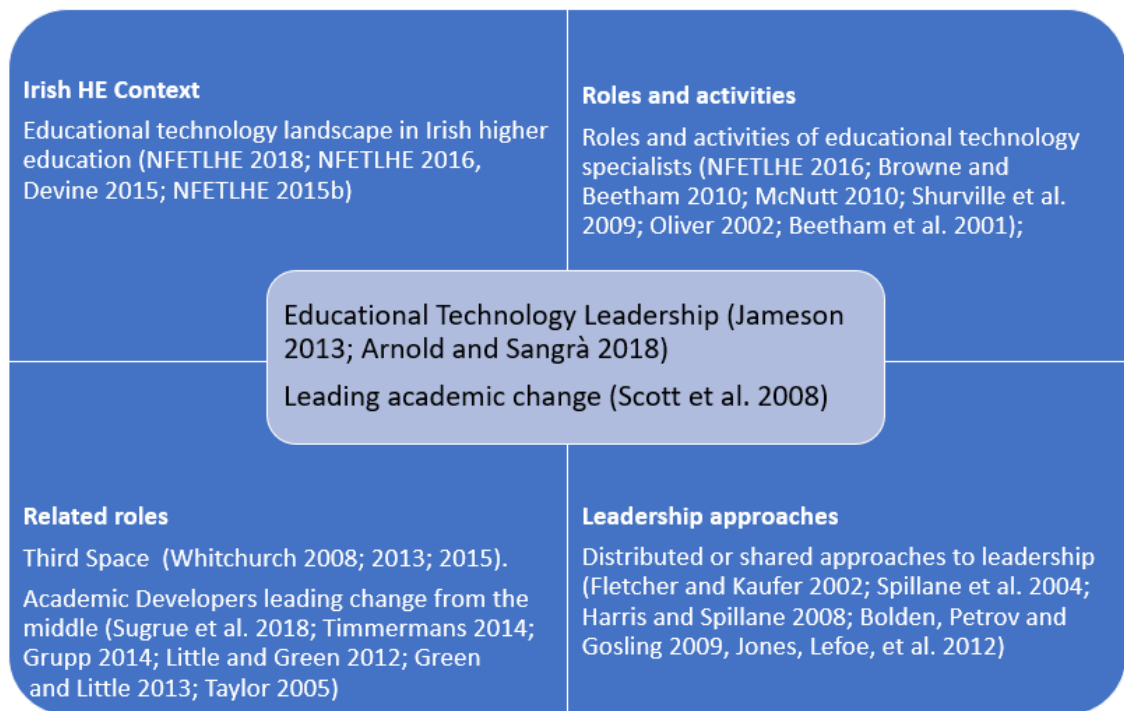 Irish HE Context
Educational technology landscape in Irish higher
education (NFETLHE 2018; NFETLHE 2016,
Devine 2015; NFETLHE 2015b)
Roles and activities
Roles and activities of educational technology
specialists (NFETLHE 2016; Browne and
Beetham 2010; McNutt 2010; Shurville et al.
2009; Oliver 2002; Beetham et al. 2001);
Educational Technology Leadership (Jameson
2013; Arnold and Sangrà 2018)
Leading academic change (Scott et al. 2008)
Related roles
Third Space (Whitchurch 2008; 2013; 2015).
Academic Developers leading change from the
middle (Sugrue et al. 2018; Timmermans 2014;
Grupp 2014; Little and Green 2012; Green
and Little 2013; Taylor 2005)
Leadership approaches
Distributed or shared approaches to leadership
(Fletcher and Kaufer 2002; Spillane et al. 2004;
Harris and Spillane 2008; Bolden, Petrov and
Gosling 2009, Jones, Lefoe, et al. 2012)